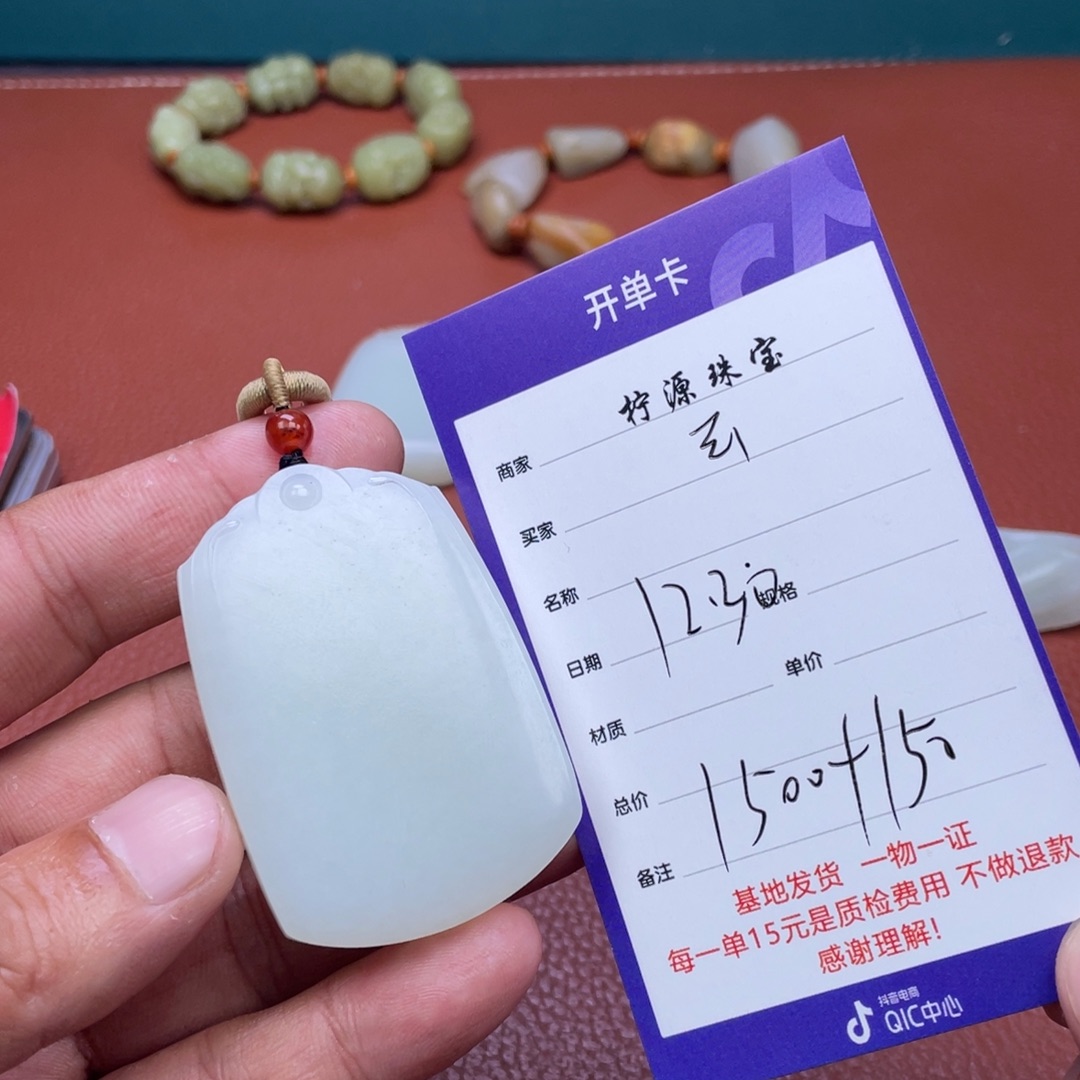 开单卡
柠源珠宝
商家
买家
名称
规格
日期
单价
材质
总价 1500+15
备注
基地发货 一物一证
每一单15元是质检费用 不做退款
感谢理解!
抖音电商
QIC中心